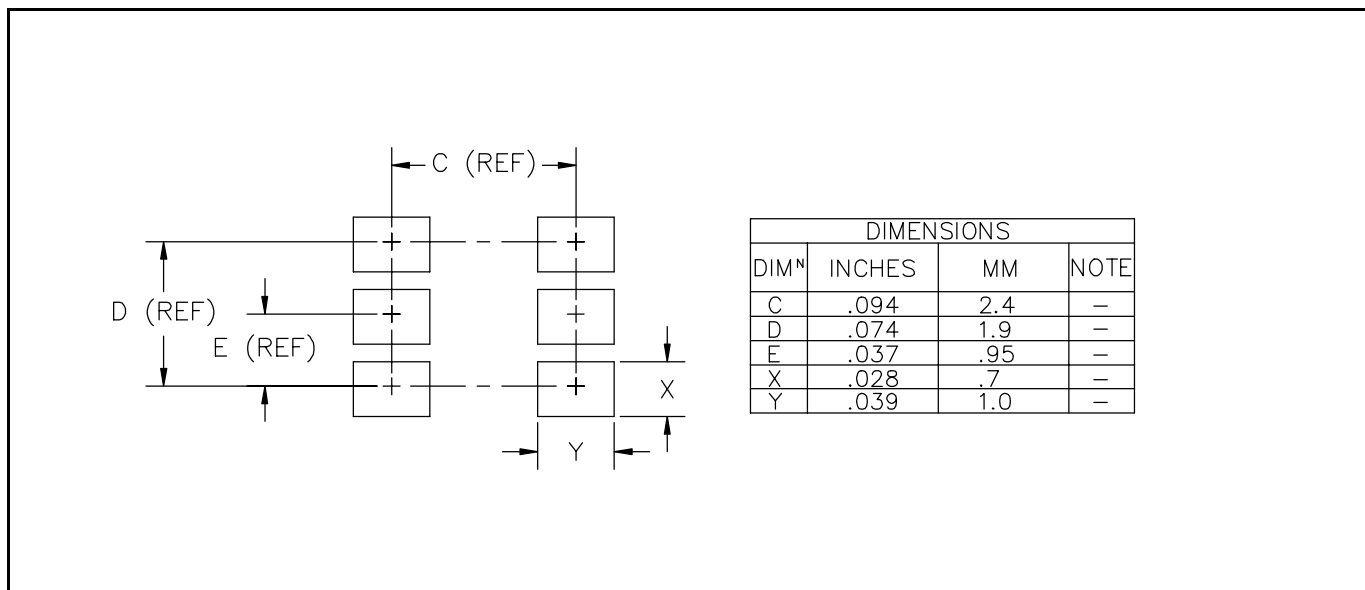 C (REF)
D (REF)
E (REF)
X
Y
DIMENSIONS
DIMᴺ INCHES MM NOTE
C .094 2.4 –
D .074 1.9 –
E .037 .95 –
X .028 .7 –
Y .039 1.0 –